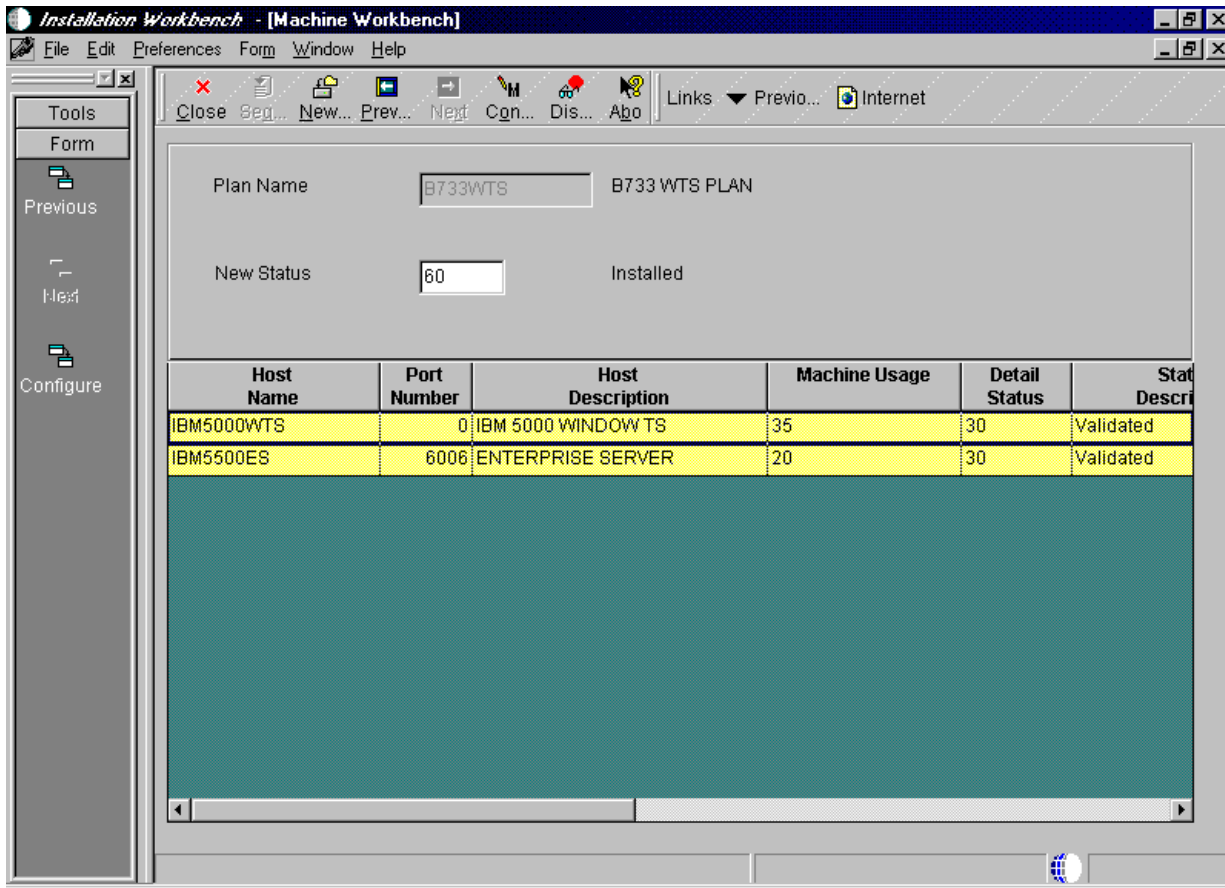 Installation Workbench - [Machine Workbench]
File Edit Preferences Form Window Help
Close Seq... New... Prev... Next Con... Dis... Abo Links Previo... Internet
Tools
Form
Previous
Next
Configure
Plan Name B733WTS B733 WTS PLAN
New Status 60 Installed
Host Port Host Machine Usage Detail Stat
Name Number Description Status Descri
IBM5000WTS 0 IBM 5000 WINDOW TS 35 30 Validated
IBM5500ES 6006 ENTERPRISE SERVER 20 30 Validated